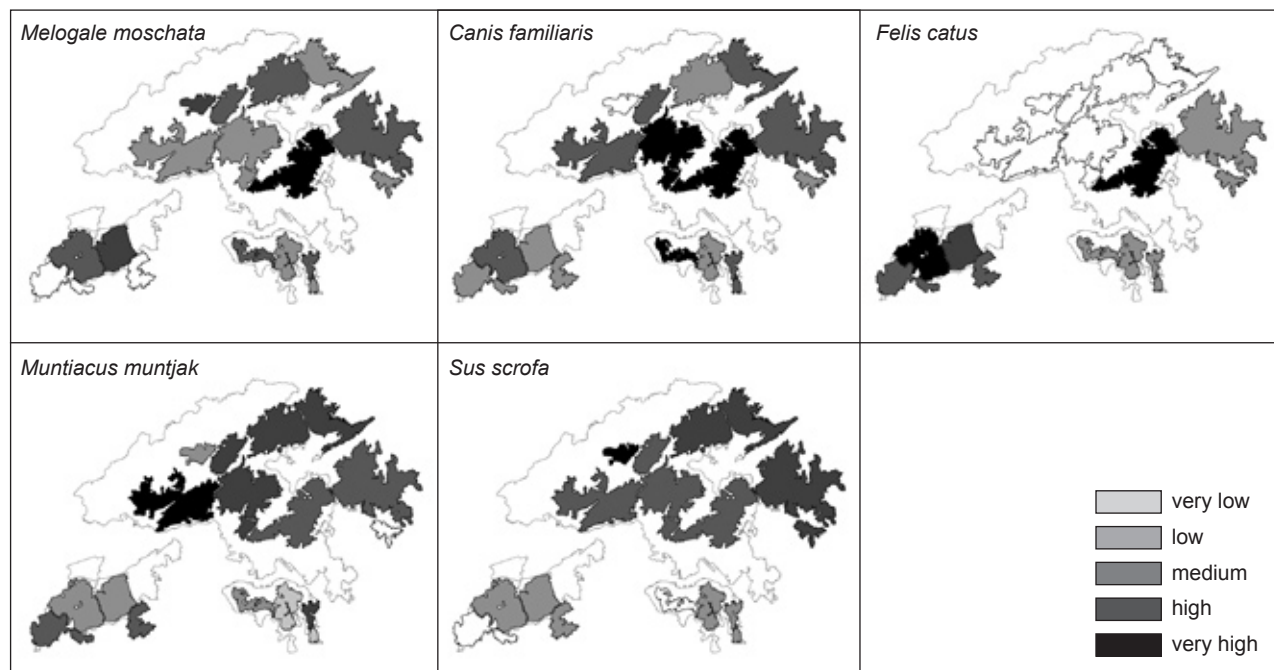 Melogale moschata
Canis familiaris
Felis catus
Muntiacus muntjak
Sus scrofa
very low
low
medium
high
very high